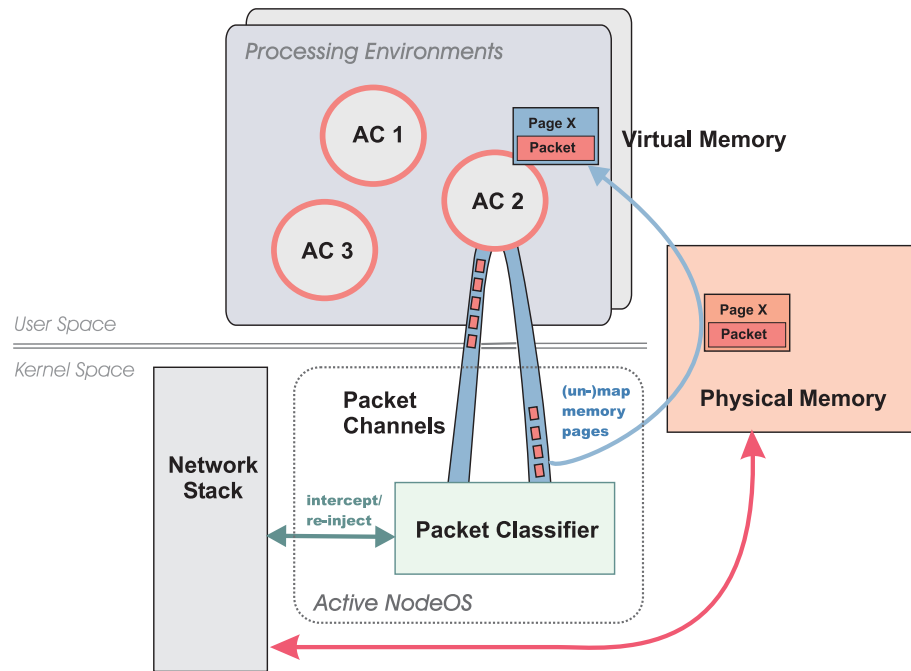 Processing Environments
AC 1
Page X
Packet
Virtual Memory
AC 2
AC 3
Page X
Packet
User Space
Kernel Space
Physical Memory
Packet
Channels
(un-)map
memory
pages
Network
Stack
intercept/
re-inject
Packet Classifier
Active NodeOS